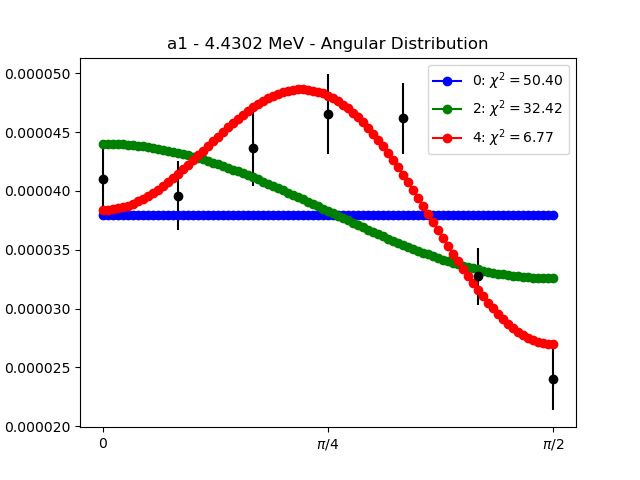 a1 - 4.4302 MeV - Angular Distribution
0.000050
0.000045
0.000040
0.000035
0.000030
0.000025
0.000020
0: χ² = 50.40
2: χ² = 32.42
4: χ² = 6.77
0
π/4
π/2